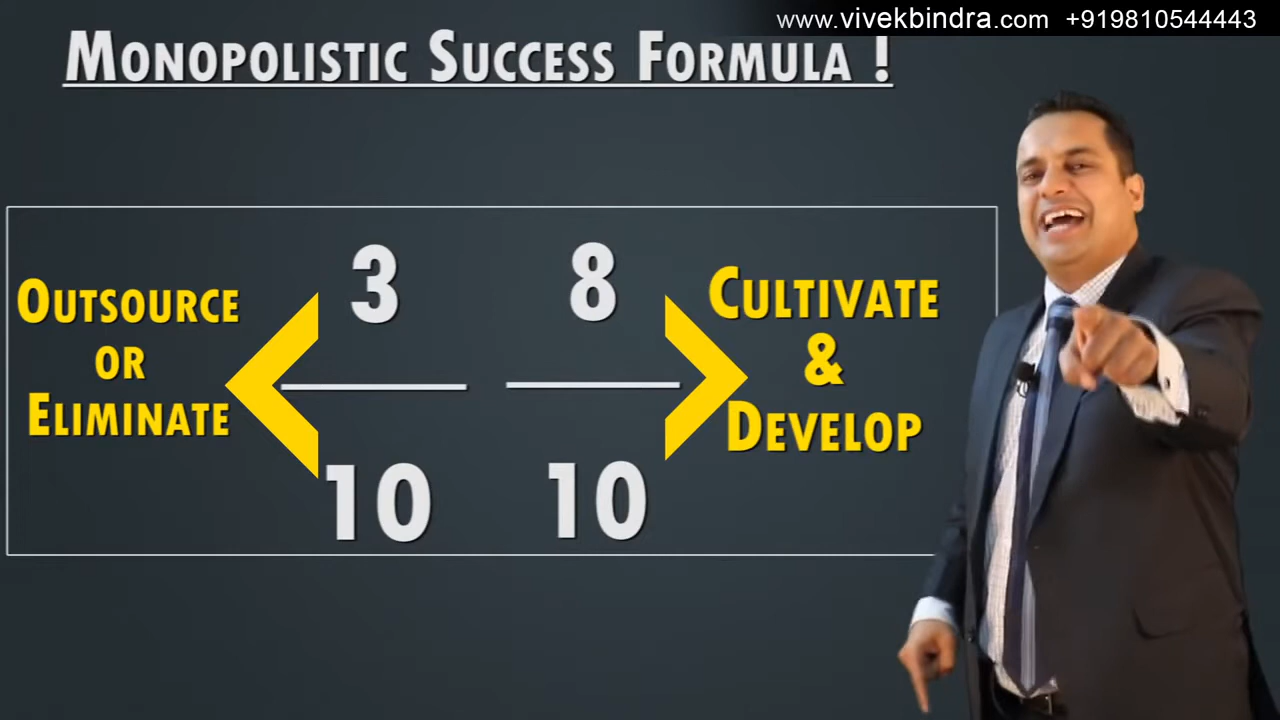 www.vivekbindra.com +919810544443
MONOPOLISTIC SUCCESS FORMULA !
OUTSOURCE
OR
ELIMINATE
3
10
8
10
CULTIVATE
&
DEVELOP